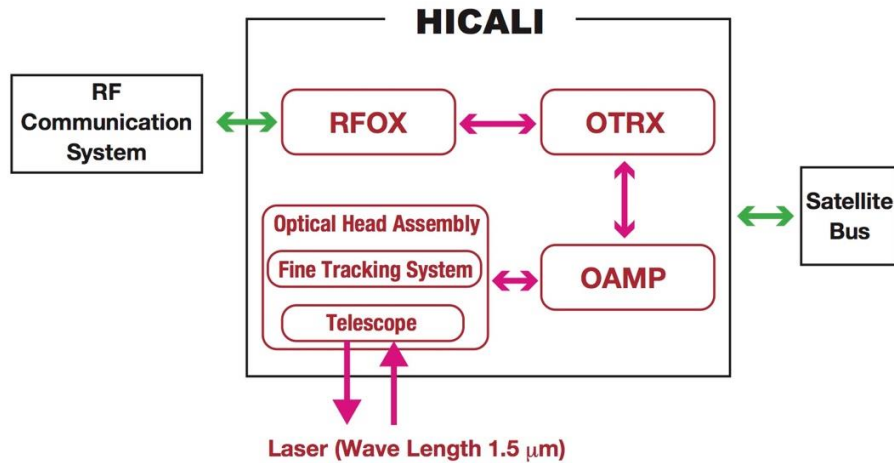 HICALI
RF
Communication
System
RFOX
OTRX
Optical Head Assembly
Fine Tracking System
Telescope
OAMP
Satellite
Bus
Laser (Wave Length 1.5 μm)